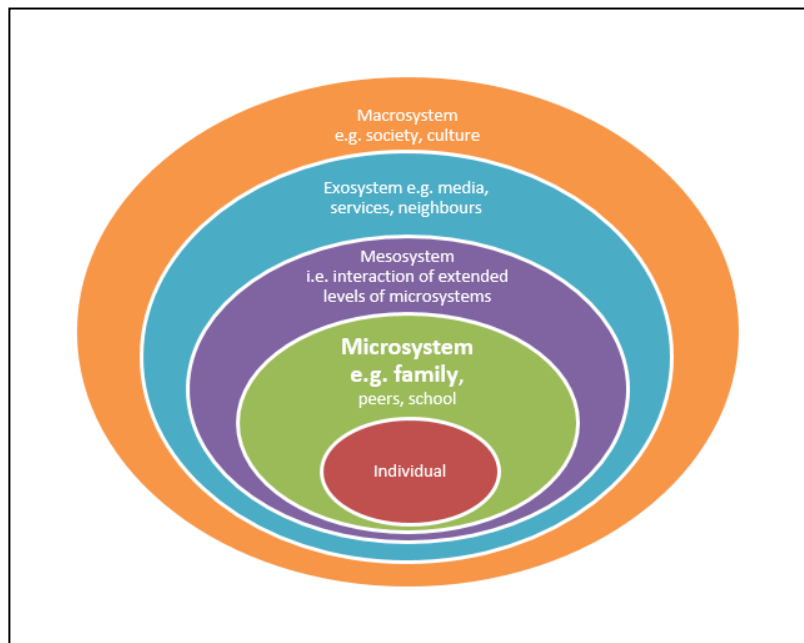 Macrosystem
e.g. society, culture
Exosystem e.g. media,
services, neighbours
Mesosystem
i.e. interaction of extended
levels of microsystems
Microsystem
e.g. family,
peers, school
Individual